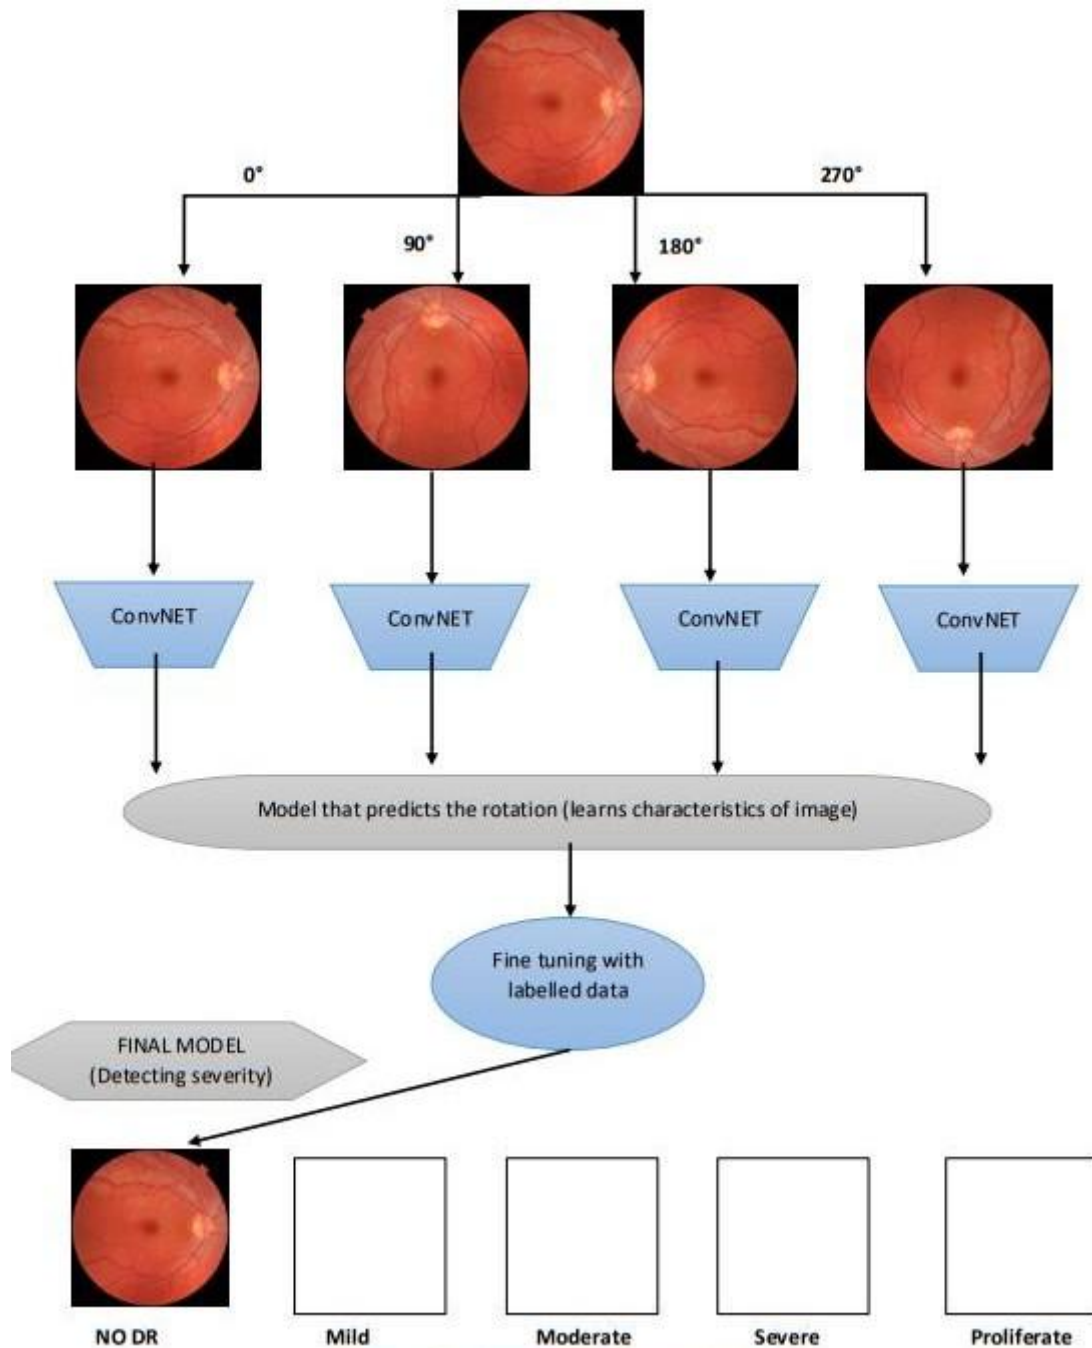 0°
270°
90°
180°
ConvNET
ConvNET
ConvNET
ConvNET
Model that predicts the rotation (learns characteristics of image)
Fine tuning with
labelled data
FINAL MODEL
(Detecting severity)
NO DR
Mild
Moderate
Severe
Proliferate